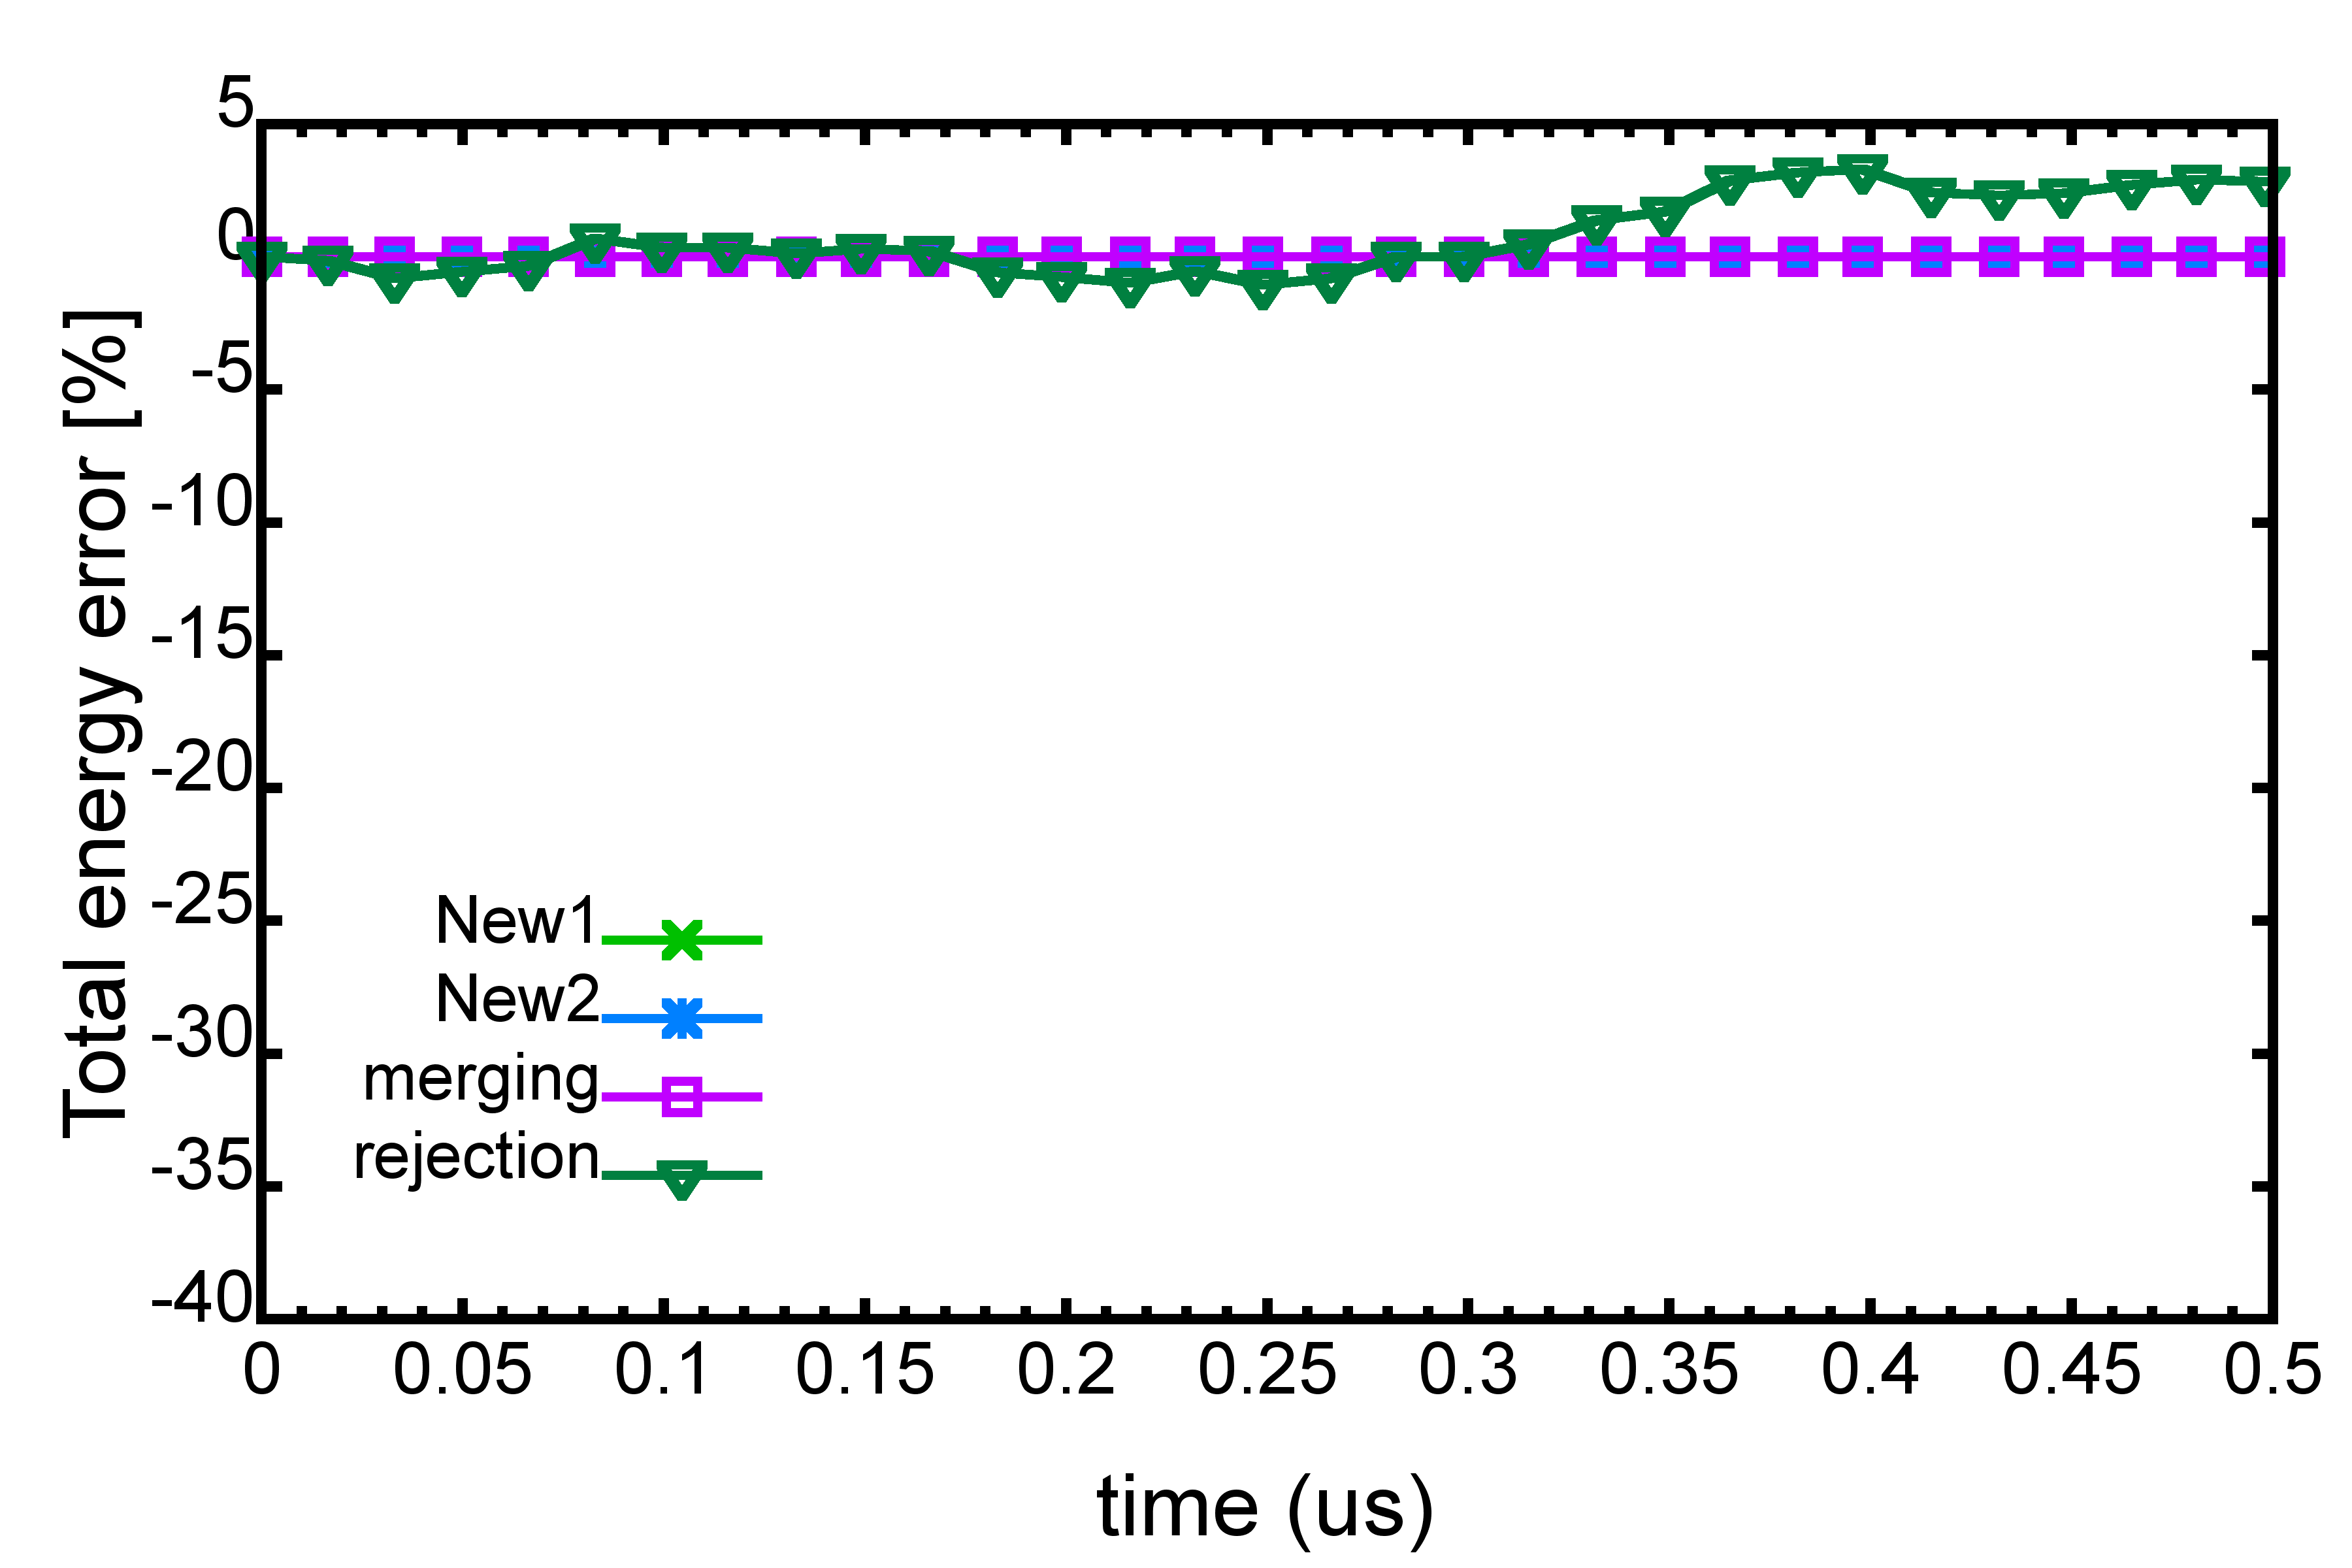 5
0
-5
-10
-15
-20
-25
-30
-35
-40
Total energy error [%]
New1
New2
merging
rejection
0 0.05 0.1 0.15 0.2 0.25 0.3 0.35 0.4 0.45 0.5
time (us)